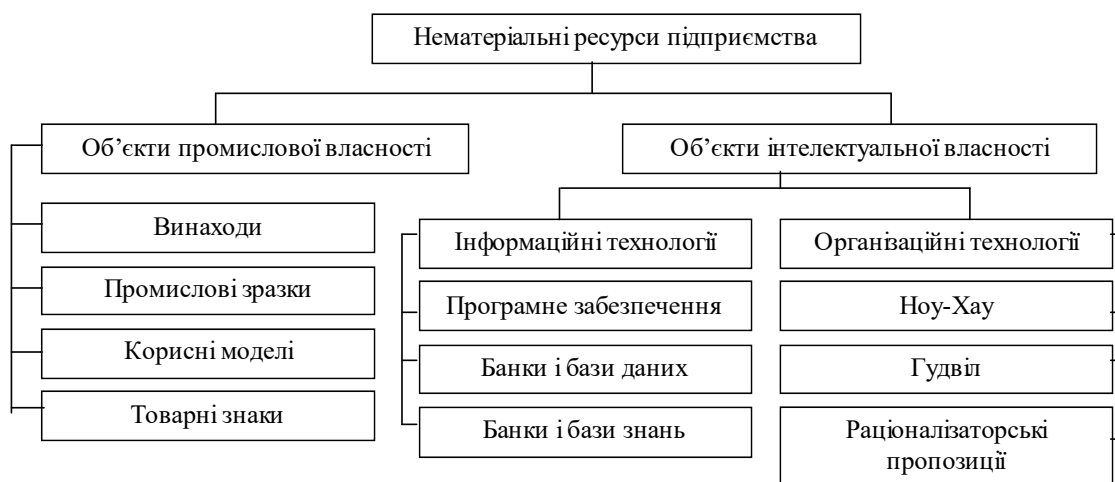 Нематеріальні ресурси підприємства
Об’єкти промислової власності
Об’єкти інтелектуальної власності
Винаходи
Промислові зразки
Корисні моделі
Товарні знаки
Інформаційні технології
Програмне забезпечення
Банки і бази даних
Банки і бази знань
Організаційні технології
Ноу-Хау
Гудвіл
Раціоналізаторські
пропозиції